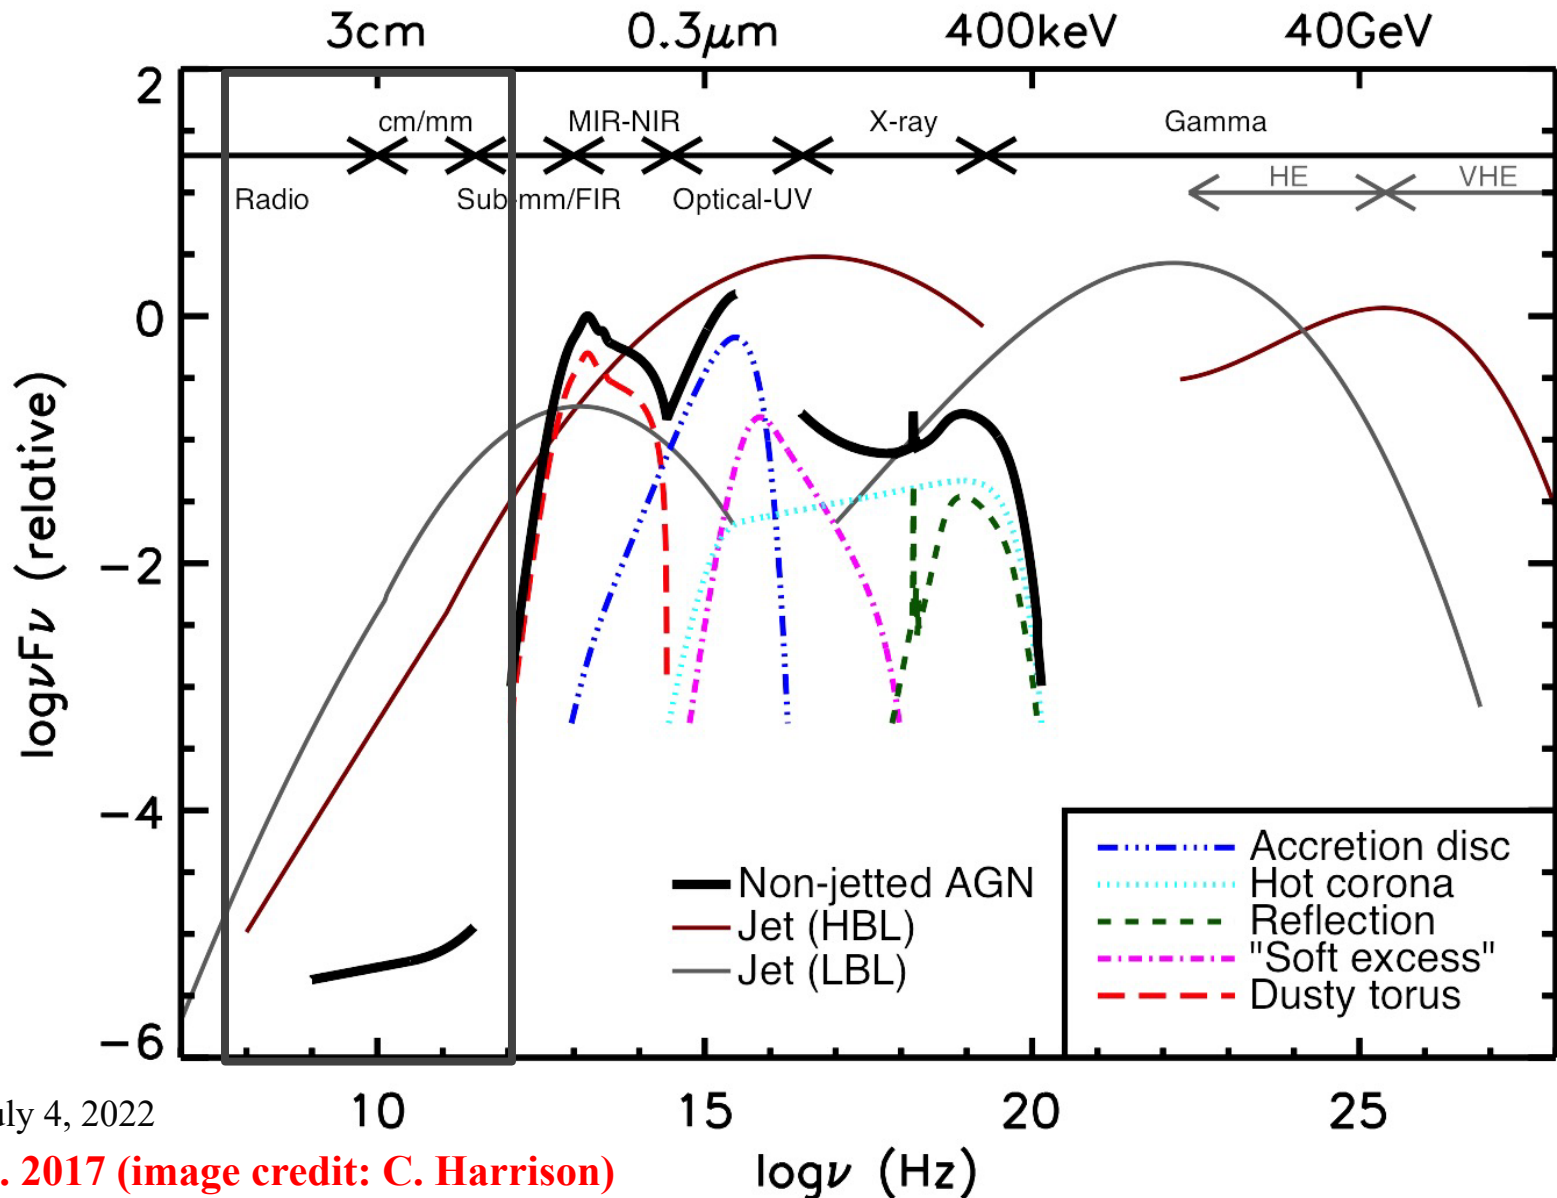 3cm 0.3μm 400keV 40GeV
cm/mm MIR-NIR X-ray Gamma
HE VHE
Radio Sub-mm/FIR Optical-UV
2
0
−2
−4
−6
logνFν (relative)
Non-jetted AGN
Jet (HBL)
Jet (LBL)
Accretion disc
Hot corona
Reflection
"Soft excess"
Dusty torus
10 15 20 25
logν (Hz)
4, 2022
2017 (image credit: C. Harrison)